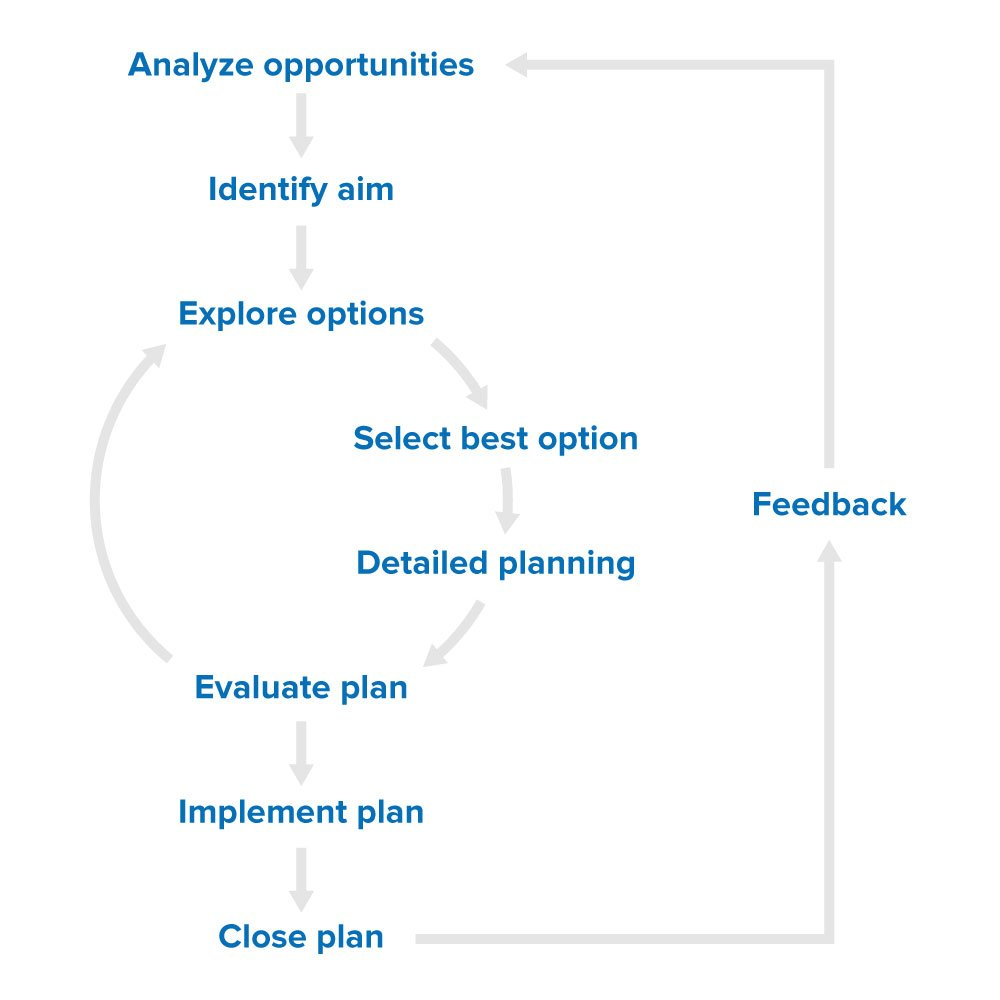 Analyze opportunities
Identify aim
Explore options
Select best option
Feedback
Detailed planning
Evaluate plan
Implement plan
Close plan